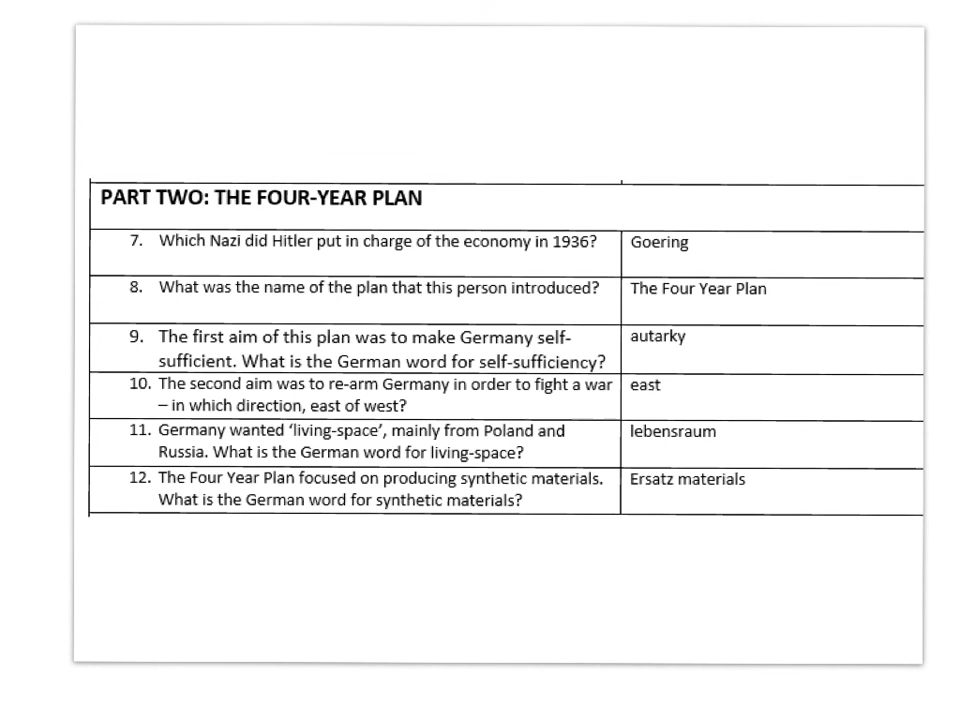 PART TWO: THE FOUR-YEAR PLAN
7. Which Nazi did Hitler put in charge of the economy in 1936?
Goering
8. What was the name of the plan that this person introduced?
The Four Year Plan
9. The first aim of this plan was to make Germany self-
sufficient. What is the German word for self-sufficiency?
autarky
10. The second aim was to re-arm Germany in order to fight a war
– in which direction, east of west?
east
11. Germany wanted ‘living-space’, mainly from Poland and
Russia. What is the German word for living-space?
lebensraum
12. The Four Year Plan focused on producing synthetic materials.
What is the German word for synthetic materials?
Ersatz materials